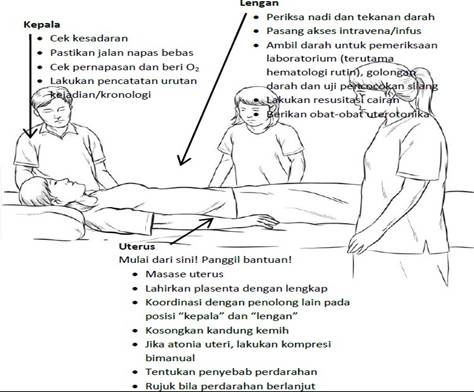 Kepala
• Cek kesadaran
• Pastikan jalan napas bebas
• Cek pernapasan dan beri O₂
• Lakukan pencatatan urutan
kejadian/kronologi
Lengan
• Periksa nadi dan tekanan darah
• Pasang akses intravena/infus
• Ambil darah untuk pemeriksaan
laboratorium (terutama
hematologi rutin), golongan
darah dan uji pencocokan silang
• Lakukan resusitasi cairan
• Berikan obat-obat uterotonika
Uterus
Mulai dari sini! Panggil bantuan!
• Masase uterus
• Lahirkan plasenta dengan lengkap
• Koordinasi dengan penolong lain pada
posisi “kepala” dan “lengan”
• Kosongkan kandung kemih
• Jika atonia uteri, lakukan kompresi
bimanual
• Tentukan penyebab perdarahan
• Rujuk bila perdarahan berlanjut